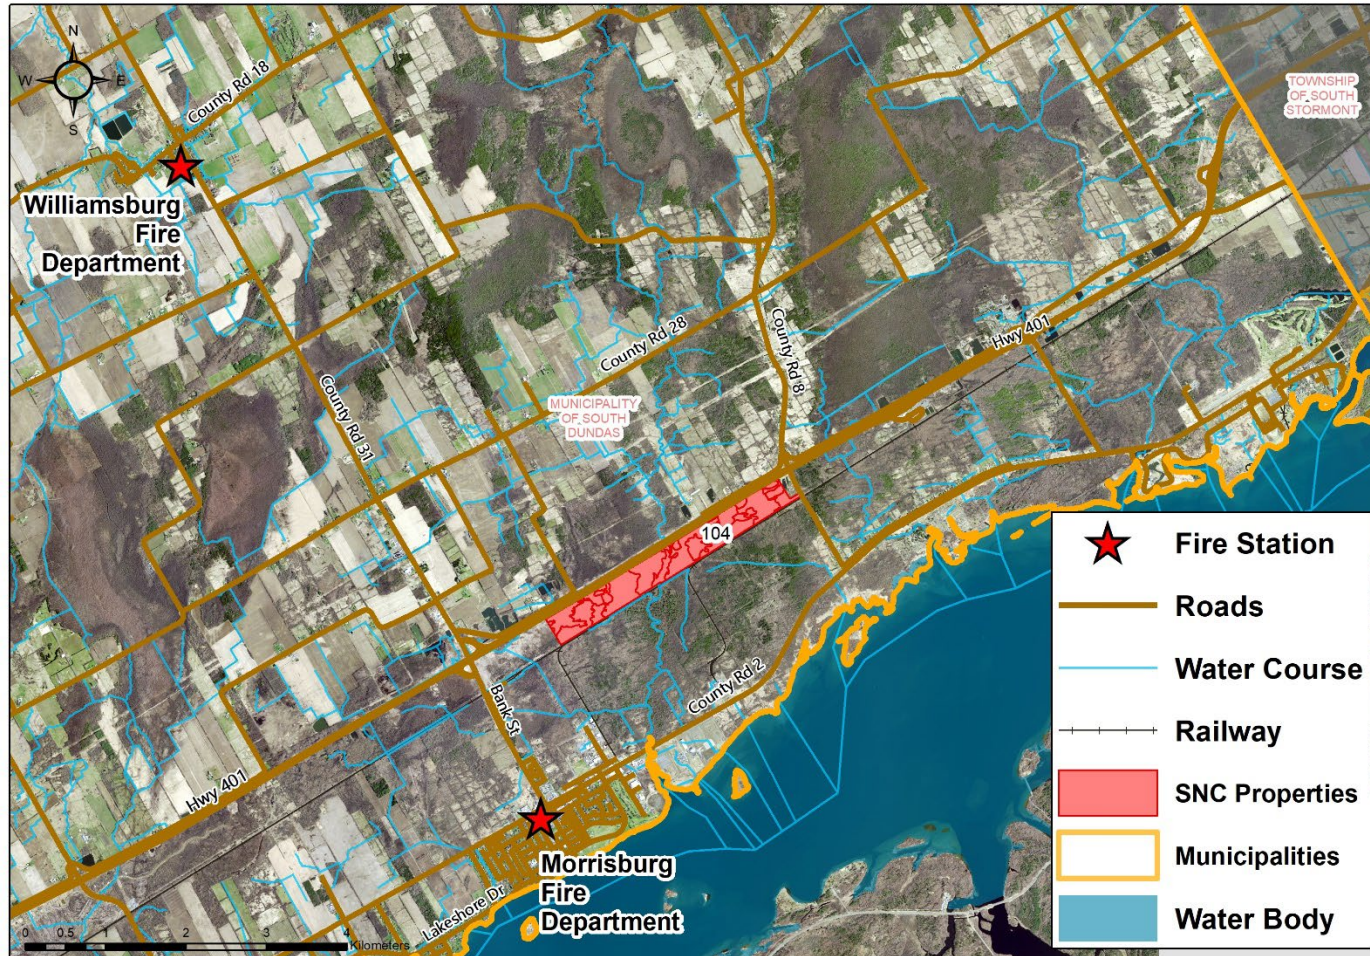 N
W
E
S
County Rd 18
TOWNSHIP
OF SOUTH
STORMONT
Williamsburg
Fire
Department
County Rd 28
County Rd 8
Hwy 401
County Rd 31
MUNICIPALITY
OF SOUTH
DUNDAS
104
County Rd 2
Bank St
Hwy 401
Lakeshore Dr
Morrisburg
Fire
Department
0 0.5 1 2 3 4
Kilometers
Fire Station
Roads
Water Course
Railway
SNC Properties
Municipalities
Water Body